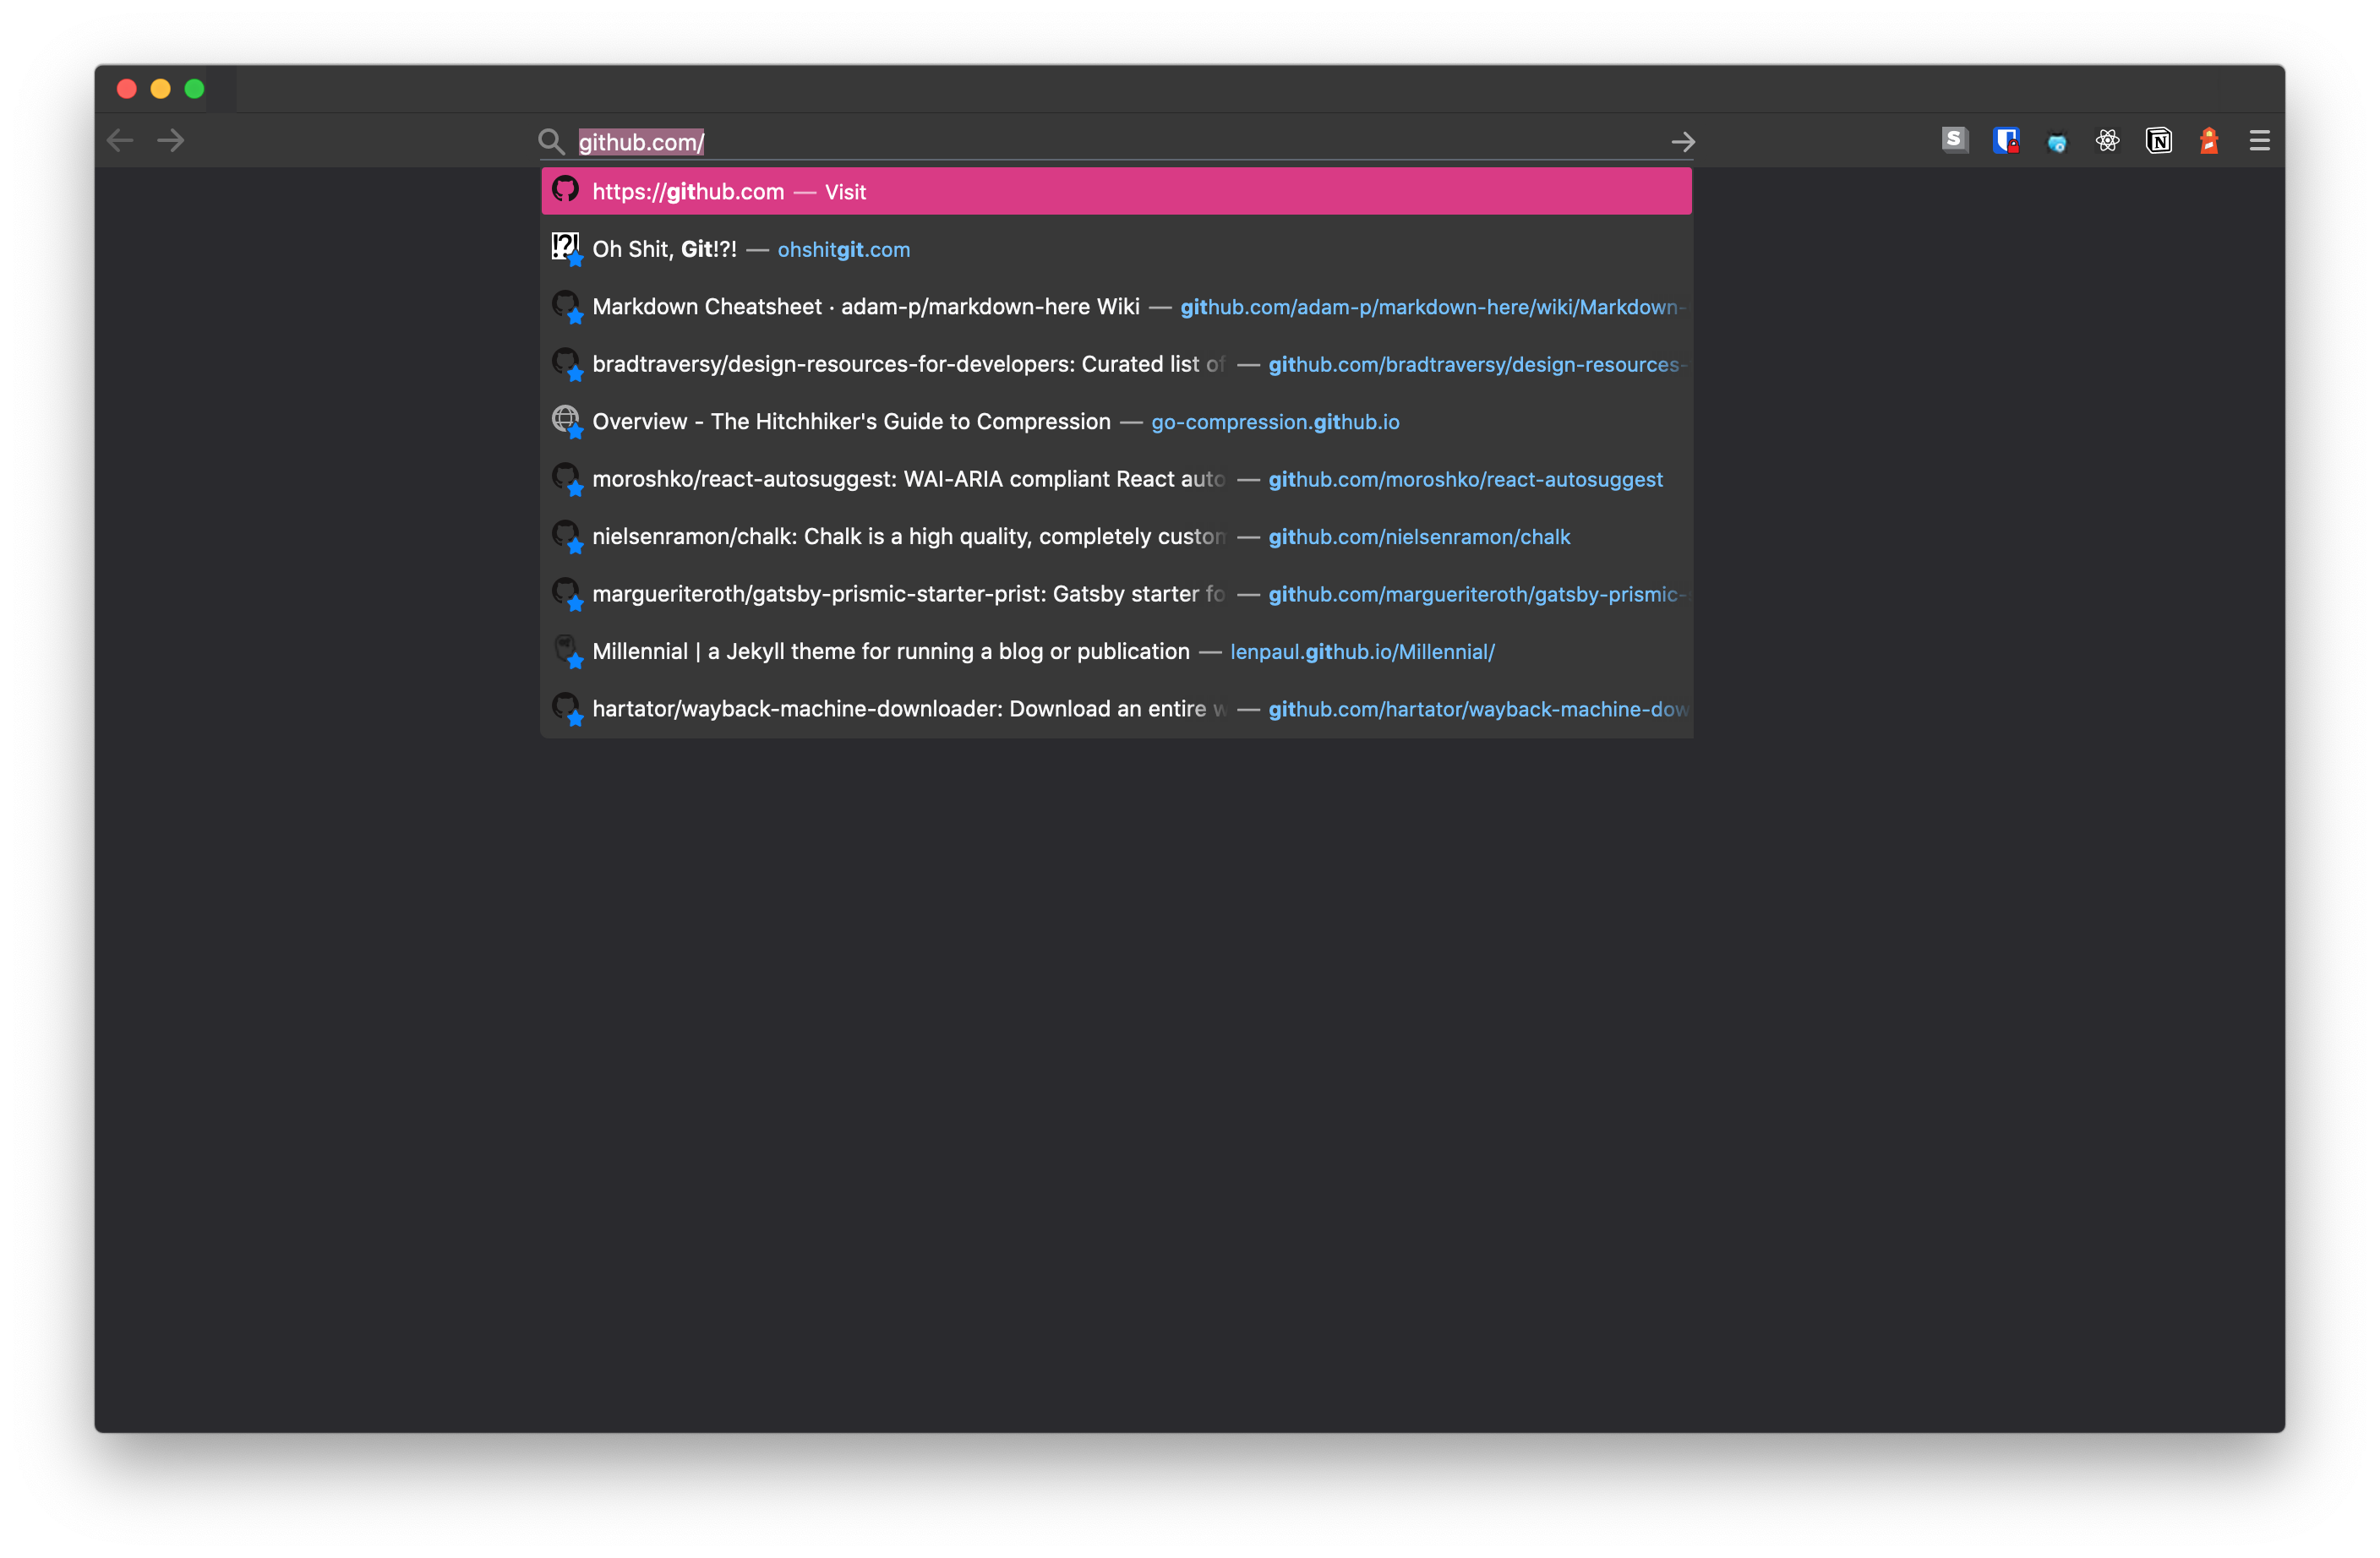 github.com/
https://github.com — Visit
Oh Shit, Git!?! — ohshitgit.com
Markdown Cheatsheet · adam-p/markdown-here Wiki — github.com/adam-p/markdown-here/wiki/Markdown-
bradtraversy/design-resources-for-developers: Curated list of — github.com/bradtraversy/design-resources-
Overview - The Hitchhiker's Guide to Compression — go-compression.github.io
moroshko/react-autosuggest: WAI-ARIA compliant React auto — github.com/moroshko/react-autosuggest
nielsenramon/chalk: Chalk is a high quality, completely custom — github.com/nielsenramon/chalk
margueriteroth/gatsby-prismic-starter-prist: Gatsby starter fo — github.com/margueriteroth/gatsby-prismic-
Millennial | a Jekyll theme for running a blog or publication — lenpaul.github.io/Millennial/
hartator/wayback-machine-downloader: Download an entire w — github.com/hartator/wayback-machine-dow